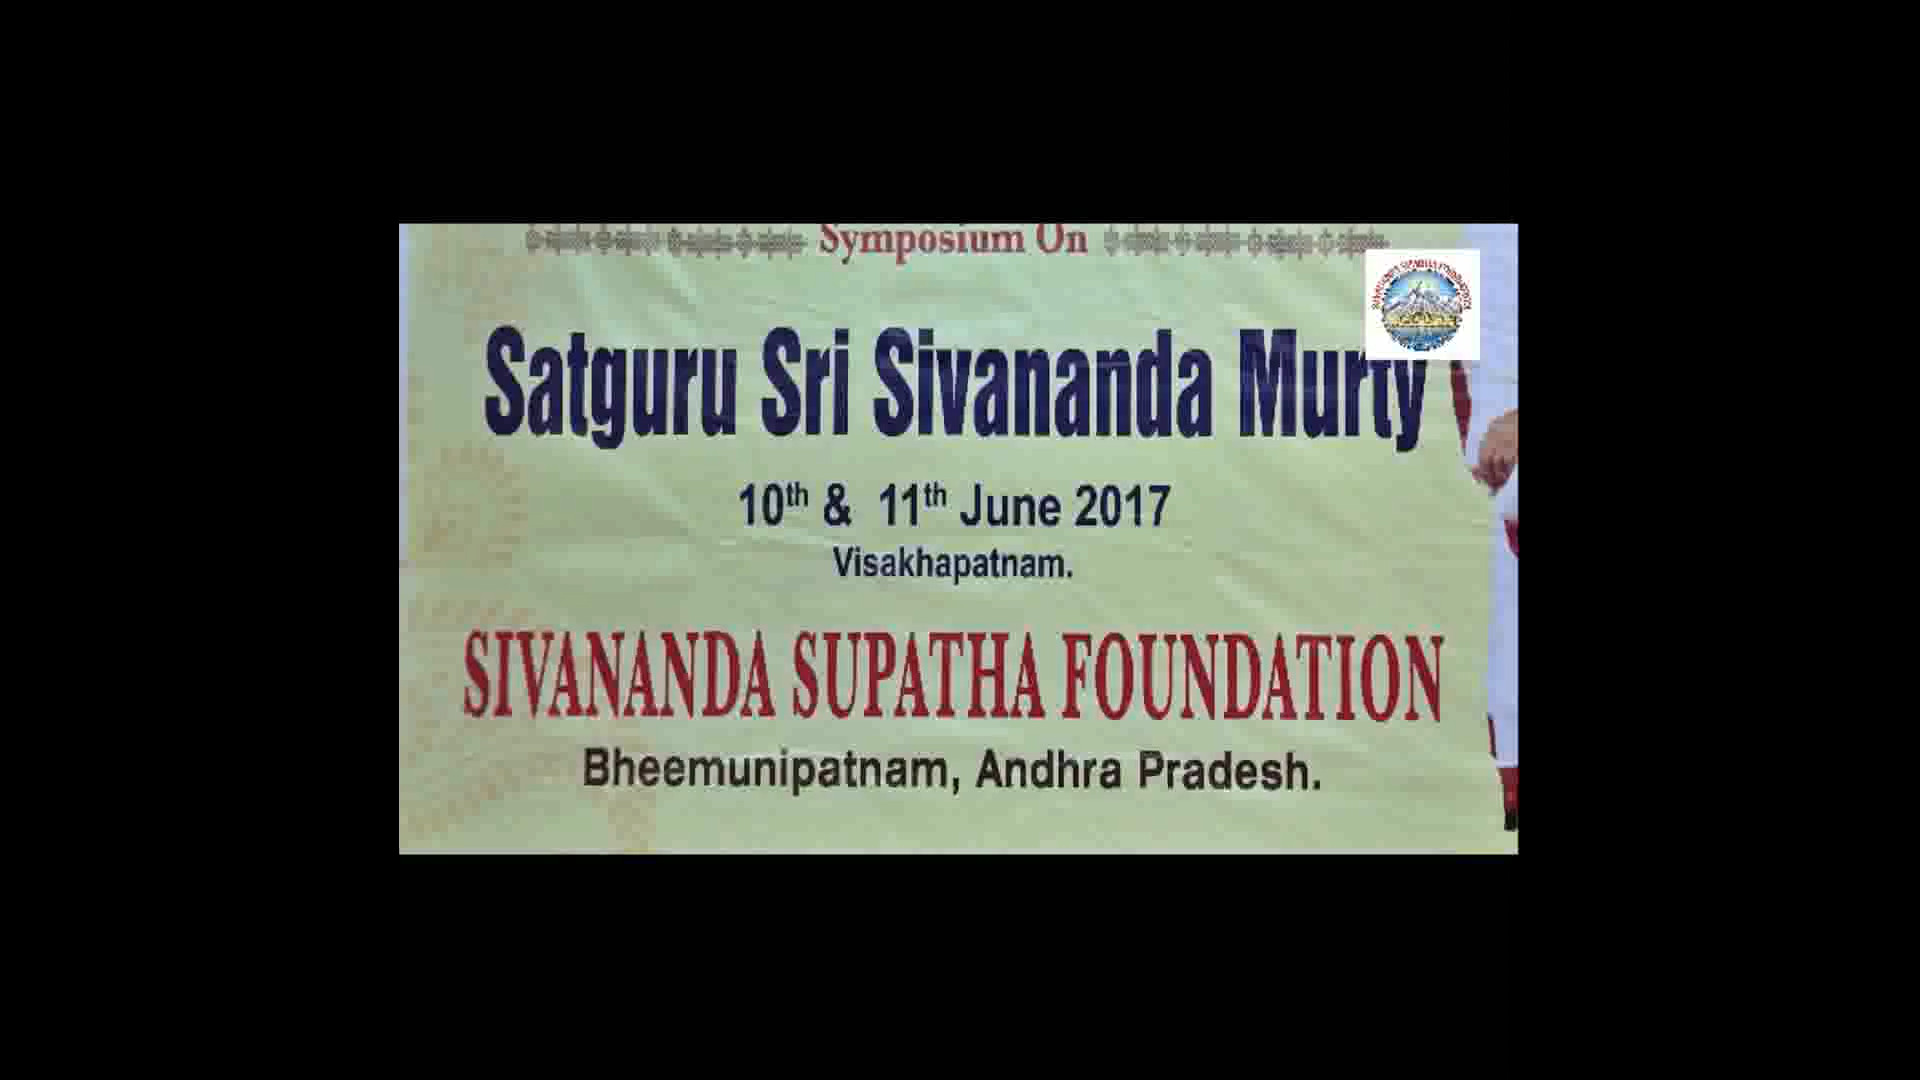 Symposium On
Satguru Sri Sivananda Murty
10th & 11th June 2017
Visakhapatnam.
SIVANANDA SUPATHA FOUNDATION
Bheemunipatnam, Andhra Pradesh.